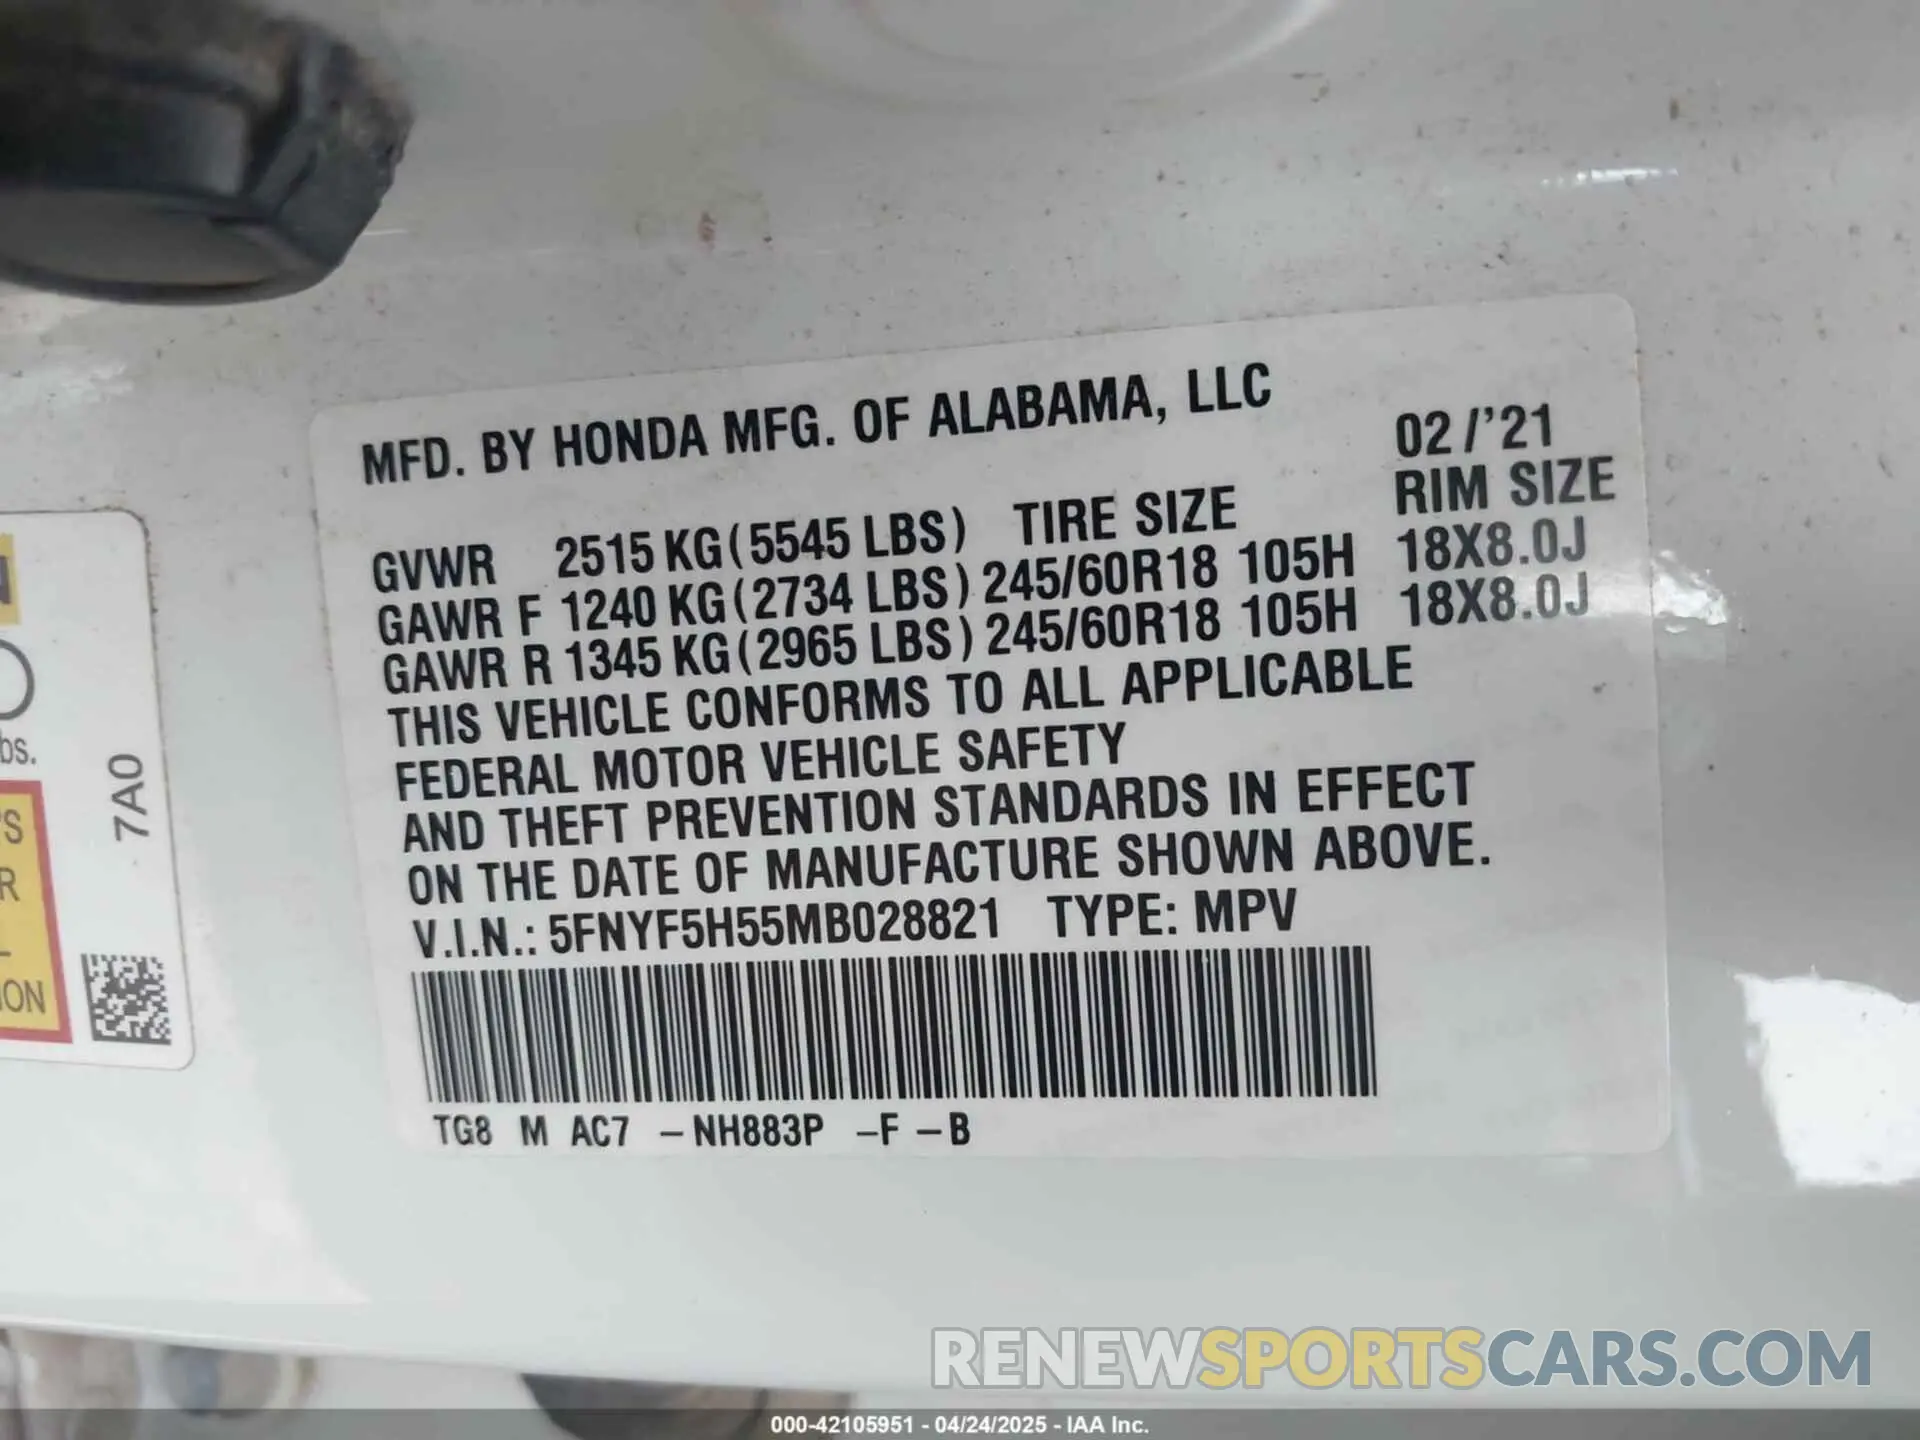 MFD. BY HONDA MFG. OF ALABAMA, LLC
02 /'21
GVWR 2515 KG (5545 LBS) TIRE SIZE RIM SIZE
GAWR F 1240 KG (2734 LBS) 245/60R18 105H 18X8.0J
GAWR R 1345 KG (2965 LBS) 245/60R18 105H 18X8.0J
THIS VEHICLE CONFORMS TO ALL APPLICABLE
FEDERAL MOTOR VEHICLE SAFETY
AND THEFT PREVENTION STANDARDS IN EFFECT
ON THE DATE OF MANUFACTURE SHOWN ABOVE.
V.I.N.: 5FNYF5H55MB028821 TYPE: MPV
TG8 M AC7 –NH883P –F –B
7A0
RENEWSPORTSCARS.COM
000-42105951 - 04/24/2025 - IAA Inc.